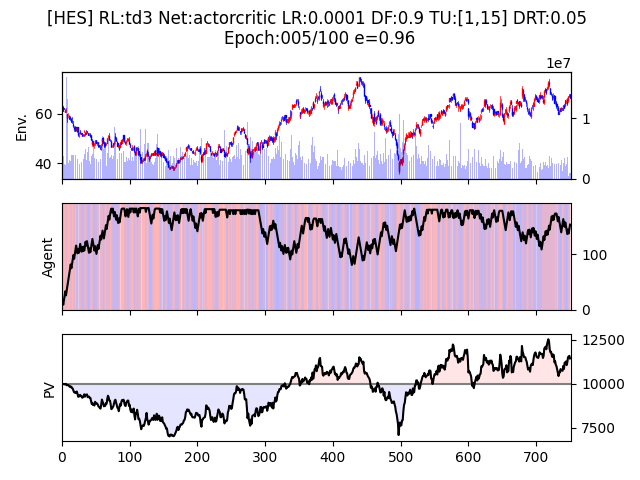 [HES] RL:td3 Net:actorcritic LR:0.0001 DF:0.9 TU:[1,15] DRT:0.05
Epoch:005/100 e=0.96
1e7
60
40
Env.
1
0
Agent
100
0
PV
12500
10000
7500
0 100 200 300 400 500 600 700